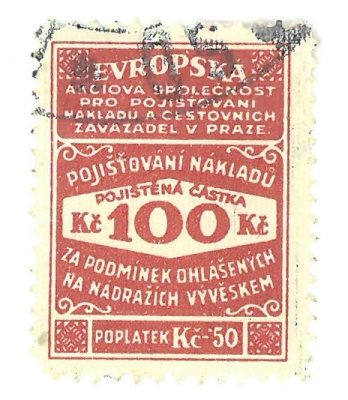 EVROPSKÁ
AKCIOVÁ SPOLEČNOST
PRO POJIŠŤOVÁNÍ
NÁKLADŮ A CESTOVNÍCH
ZAVAZADEL V PRAZE.
POJIŠŤOVÁNÍ NÁKLADŮ
POJIŠTĚNÁ ČÁSTKA
Kč 100 Kč
ZA PODMÍNEK OHLÁŠENÝCH
NA NÁDRAŽÍCH VÝVĚSKEM
POPLATEK Kč-50